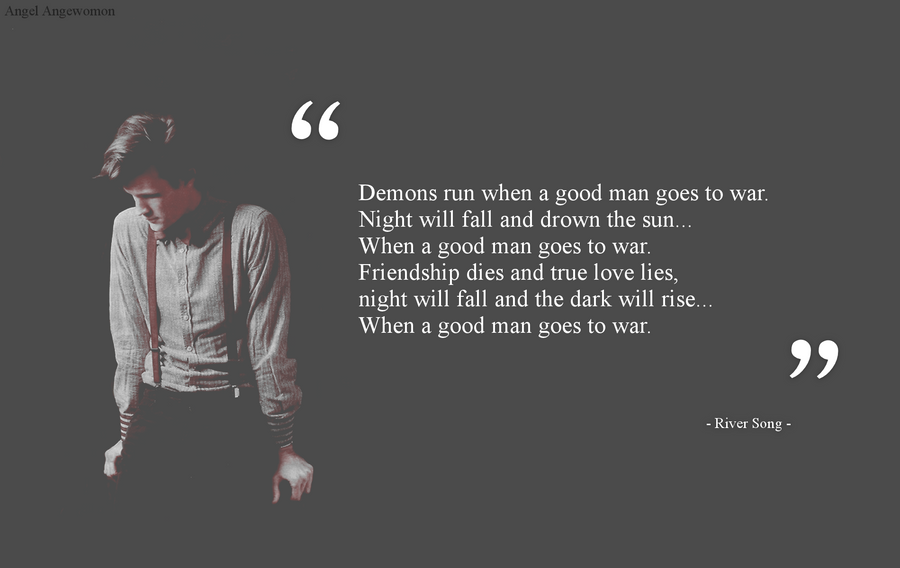 Angel Angewomon
“
Demons run when a good man goes to war.
Night will fall and drown the sun...
When a good man goes to war.
Friendship dies and true love lies,
night will fall and the dark will rise...
When a good man goes to war.
”
- River Song -